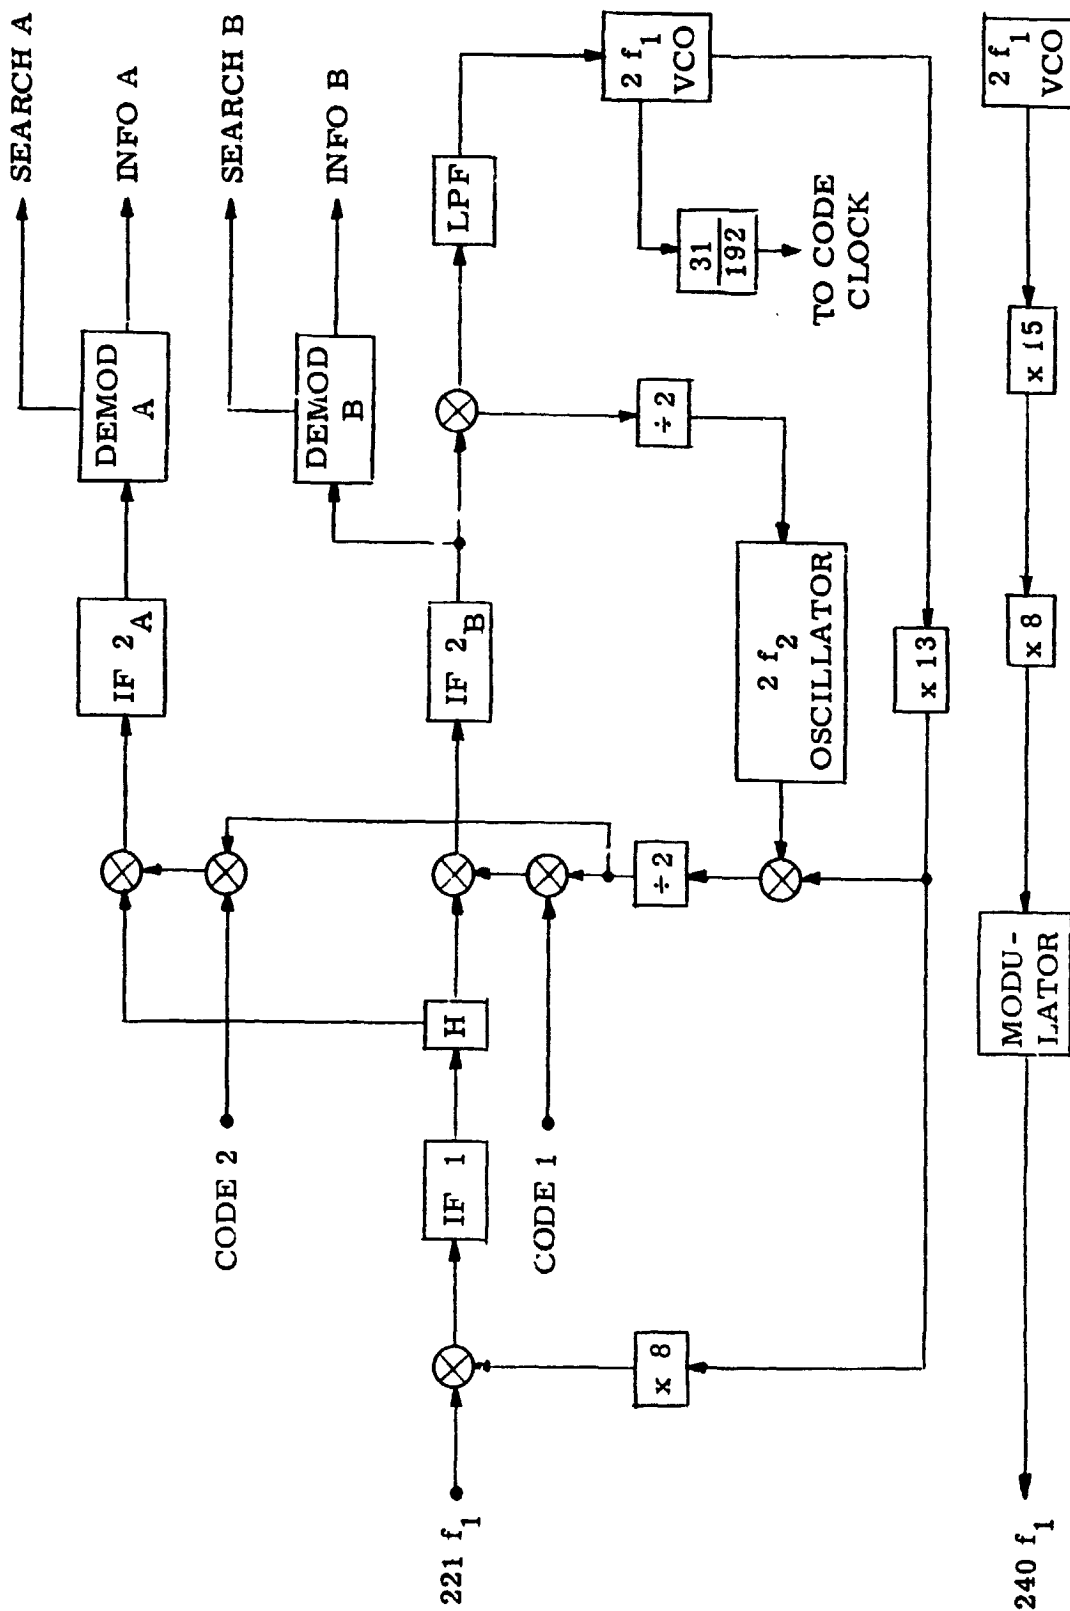 SEARCH A
INFO A
SEARCH B
INFO B
DEMOD
A
DEMOD
B
IF 2A
IF 2B
LPF
2 f1
VCO
31
192
TO CODE
CLOCK
÷ 2
2 f2
OSCILLATOR
x 13
÷ 2
H
CODE 2
IF 1
CODE 1
x 8
221 f1
2 f1
VCO
x 15
x 8
MODU-
LATOR
240 f1